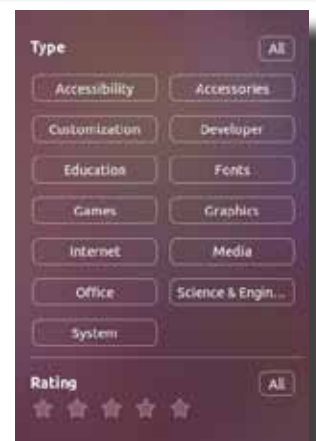 Type All
Accessibility Accessories
Customization Developer
Education Fonts
Games Graphics
Internet Media
Office Science & Engin...
System
Rating All